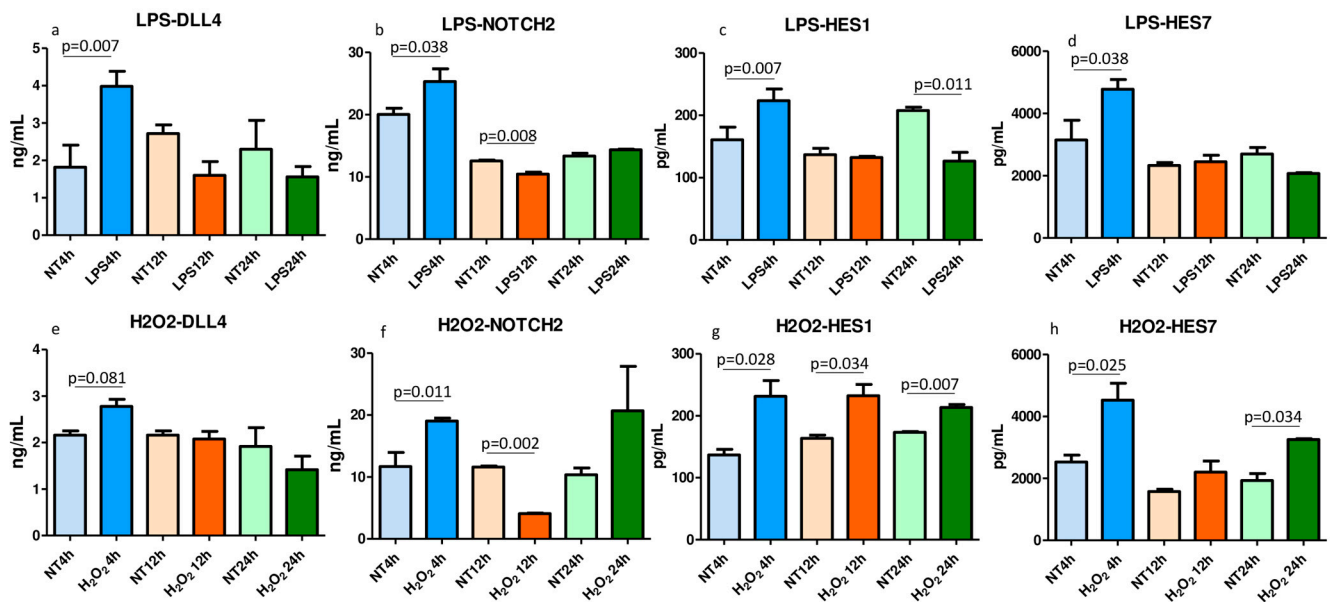 LPS-DLL4
a
p=0.007
ng/mL
5
4
3
2
1
0
NT4h
LPS4h
NT12h
LPS12h
NT24h
LPS24h
LPS-NOTCH2
b
p=0.038
p=0.008
ng/mL
30
20
10
0
NT4h
LPS4h
NT12h
LPS12h
NT24h
LPS24h
LPS-HES1
c
p=0.007
p=0.011
pg/mL
300
200
100
0
NT4h
LPS4h
NT12h
LPS12h
NT24h
LPS24h
LPS-HES7
d
p=0.038
pg/mL
6000
4000
2000
0
NT4h
LPS4h
NT12h
LPS12h
NT24h
LPS24h
H2O2-DLL4
e
p=0.081
ng/mL
4
3
2
1
0
NT4h
H₂O₂ 4h
NT12h
H₂O₂ 12h
NT24h
H₂O₂ 24h
H2O2-NOTCH2
f
p=0.011
p=0.002
ng/mL
30
20
10
0
NT4h
H₂O₂ 4h
NT12h
H₂O₂ 12h
NT24h
H₂O₂ 24h
H2O2-HES1
g
p=0.028
p=0.034
p=0.007
pg/mL
300
200
100
0
NT4h
H₂O₂ 4h
NT12h
H₂O₂ 12h
NT24h
H₂O₂ 24h
H2O2-HES7
h
p=0.025
p=0.034
pg/mL
6000
4000
2000
0
NT4h
H₂O₂ 4h
NT12h
H₂O₂ 12h
NT24h
H₂O₂ 24h